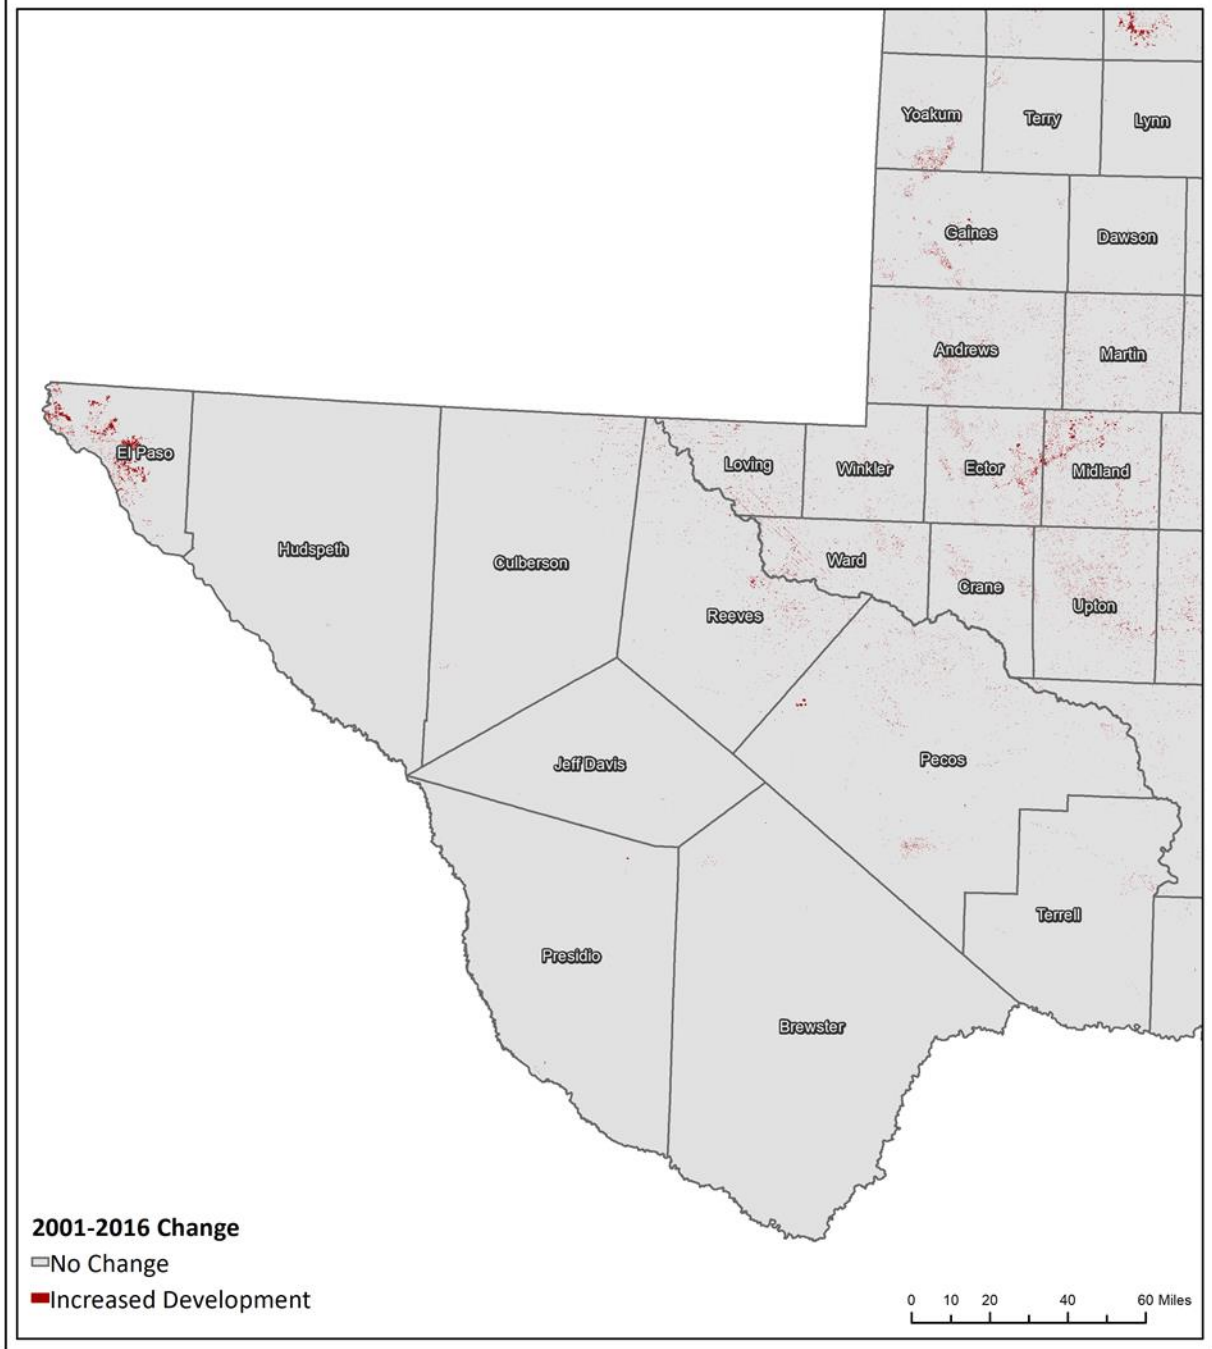 Yoakum
Terry
Lynn
Gaines
Dawson
Andrews
Martin
El Paso
Loving
Winkler
Ector
Midland
Hudspeth
Culberson
Ward
Crane
Reeves
Upton
Jeff Davis
Pecos
Terrell
Presidio
Brewster
2001-2016 Change
No Change
Increased Development
0 10 20 40 60 Miles